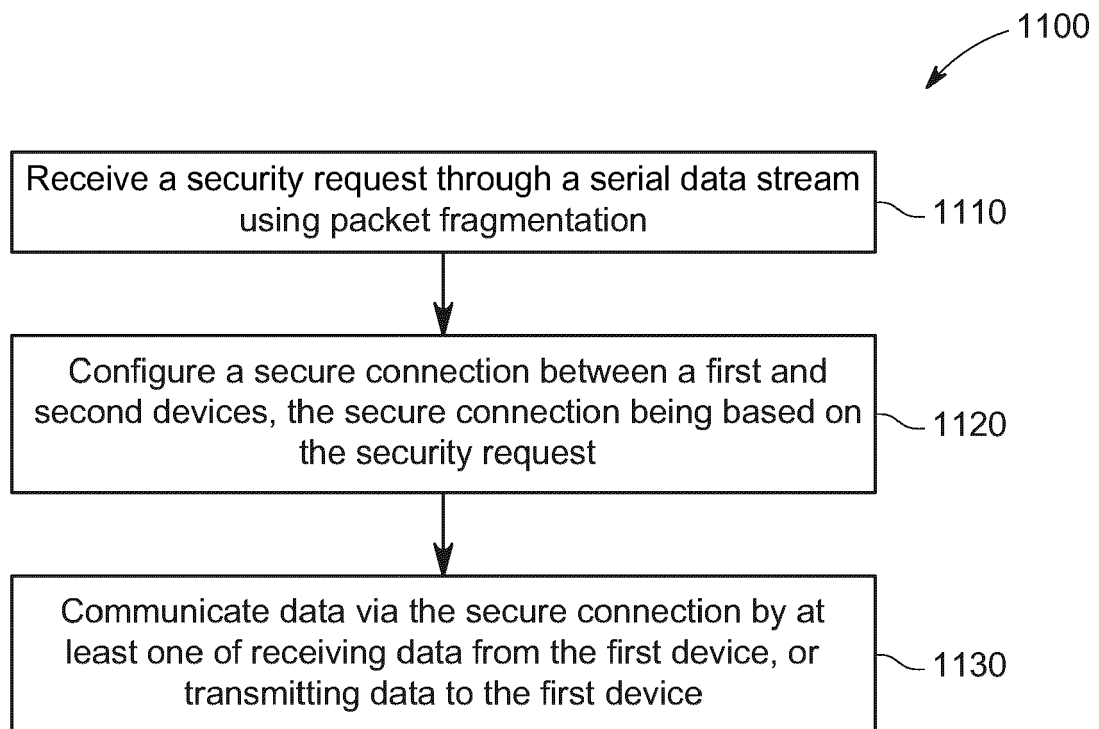 1100
Receive a security request through a serial data stream
using packet fragmentation
1110
Configure a secure connection between a first and
second devices, the secure connection being based on
the security request
1120
Communicate data via the secure connection by at
least one of receiving data from the first device, or
transmitting data to the first device
1130